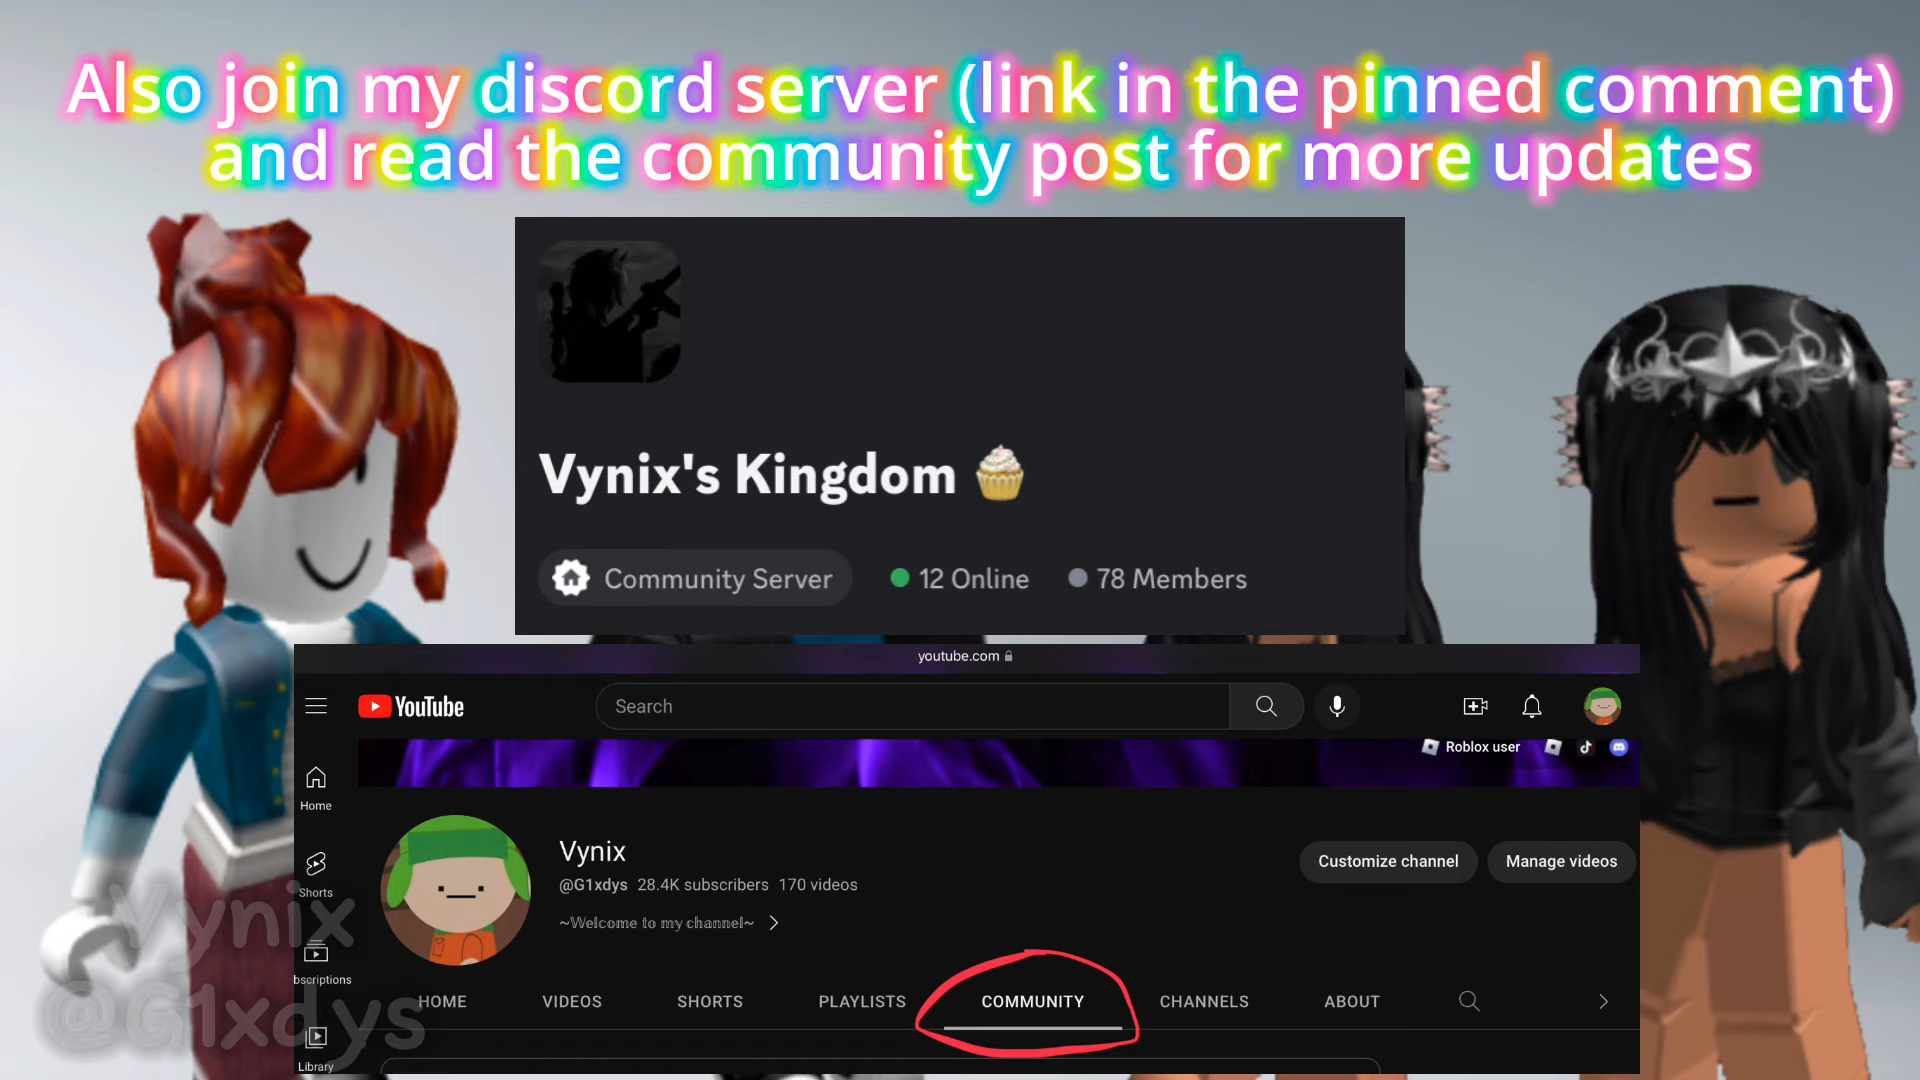 Also join my discord server (link in the pinned comment)
and read the community post for more updates
Vynix's Kingdom 🧁
Community Server
12 Online
78 Members
youtube.com
YouTube
Search
Roblox user
Home
Vynix
Customize channel
Manage videos
@G1xdys 28.4K subscribers 170 videos
Shorts
~Welcome to my channel~
Vynix
bscriptions
HOME
VIDEOS
SHORTS
PLAYLISTS
COMMUNITY
CHANNELS
ABOUT
@G1xdys
Library